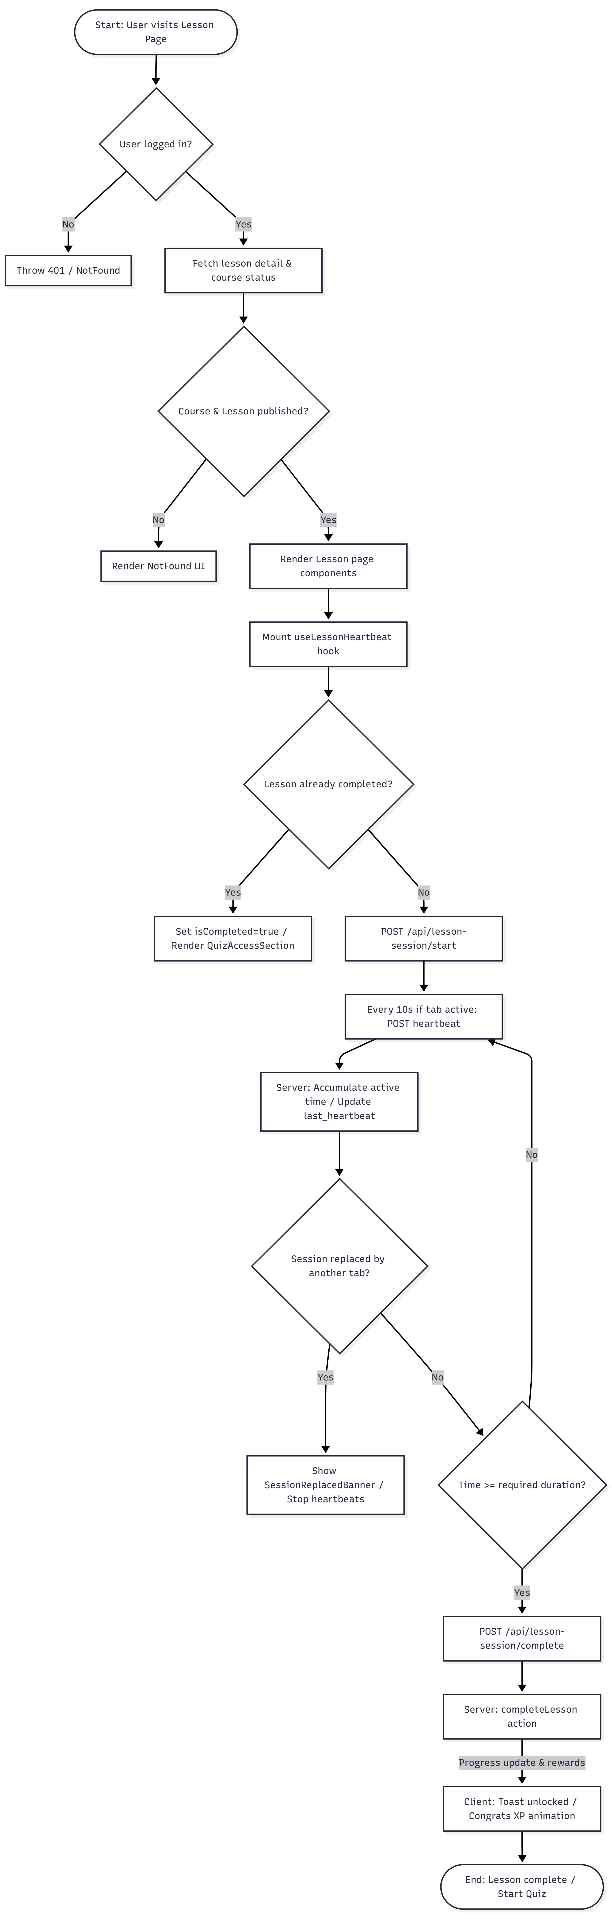 Start: User visits Lesson
Page
User logged in?
No
Yes
Throw 401 / NotFound
Fetch lesson detail &
course status
Course & Lesson published?
No
Yes
Render NotFound UI
Render Lesson page
components
Mount useLessonHeartbeat
hook
Lesson already completed?
Yes
No
Set isCompleted=true /
Render QuizAccessSection
POST /api/lesson-
session/start
Every 10s if tab active:
POST heartbeat
Server: Accumulate active
time / Update
last_heartbeat
No
Session replaced by
another tab?
Yes
No
Show
SessionReplacedBanner /
Stop heartbeats
Time >= required duration?
Yes
POST /api/lesson-
session/complete
Server: completeLesson
action
Progress update & rewards
Client: Toast unlocked /
Congrats XP animation
End: Lesson complete /
Start Quiz